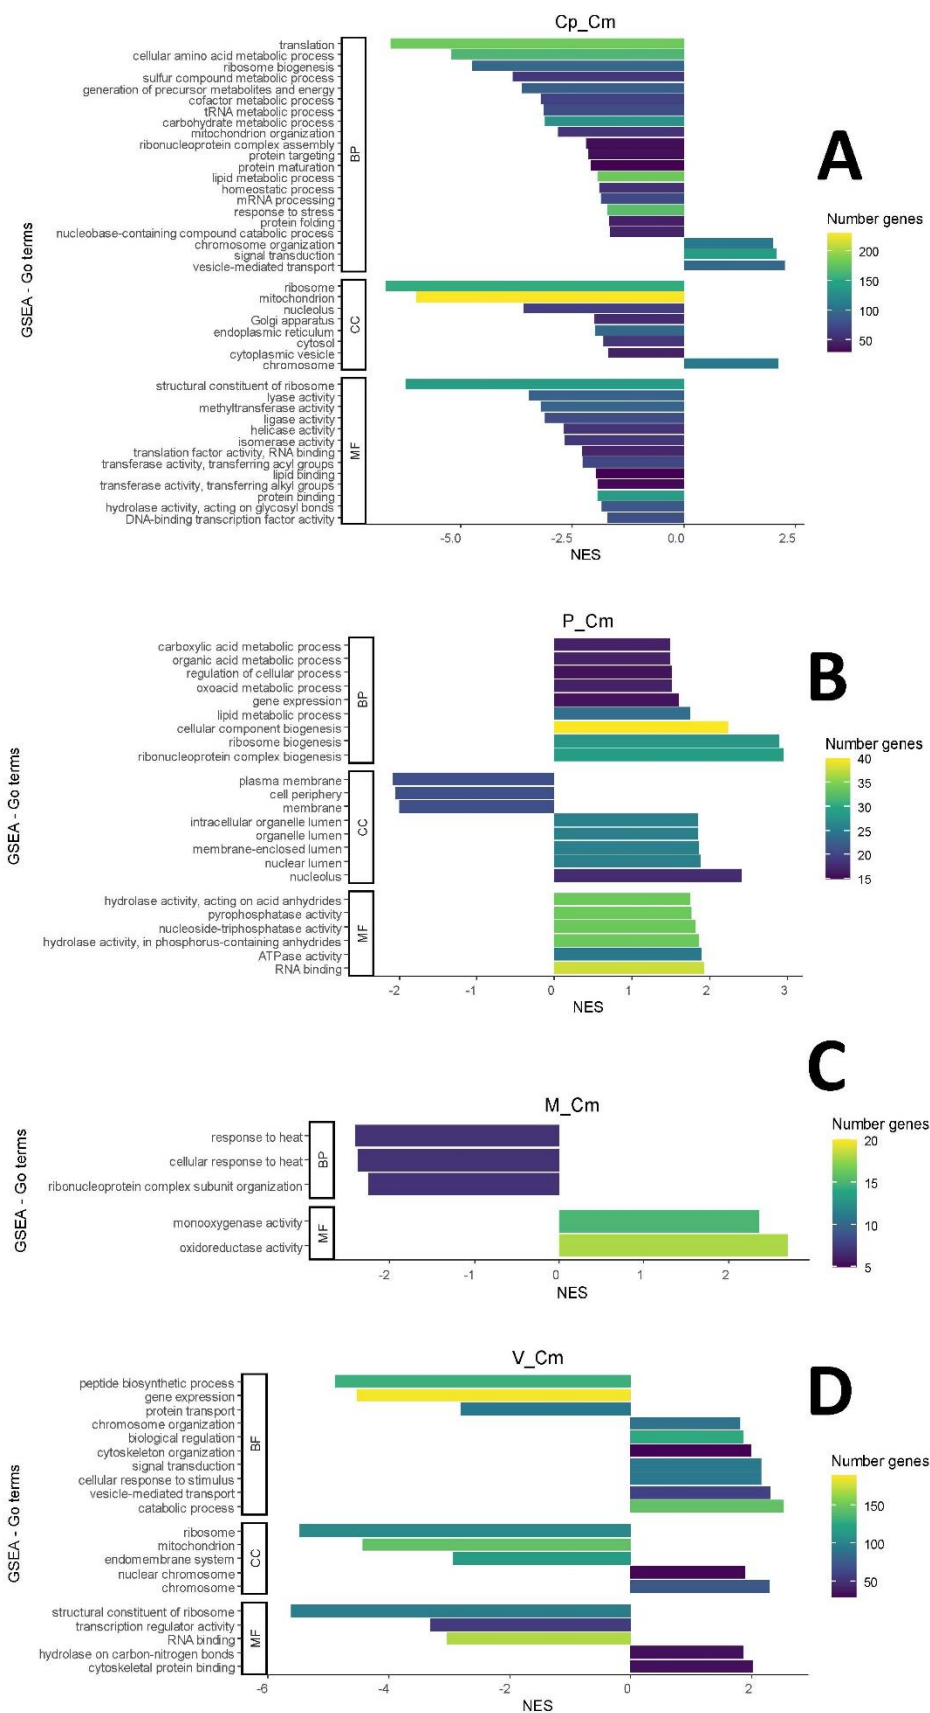 Cp_Cm
A
GSEA - Go terms
BP
translation
cellular amino acid metabolic process
ribosome biogenesis
sulfur compound metabolic process
generation of precursor metabolites and energy
cofactor metabolic process
tRNA metabolic process
carbohydrate metabolic process
mitochondrion organization
ribonucleoprotein complex assembly
protein targeting
protein maturation
lipid metabolic process
homeostatic process
mRNA processing
response to stress
protein folding
nucleobase-containing compound catabolic process
chromosome organization
signal transduction
vesicle-mediated transport
CC
ribosome
mitochondrion
nucleolus
Golgi apparatus
endoplasmic reticulum
cytosol
cytoplasmic vesicle
chromosome
MF
structural constituent of ribosome
lyase activity
methyltransferase activity
ligase activity
helicase activity
isomerase activity
translation factor activity, RNA binding
transferase activity, transferring acyl groups
lipid binding
transferase activity, transferring alkyl groups
protein binding
hydrolase activity, acting on glycosyl bonds
DNA-binding transcription factor activity
-5.0 -2.5 0.0 2.5
NES
Number genes
200
150
100
50
P_Cm
B
GSEA - Go terms
BP
carboxylic acid metabolic process
organic acid metabolic process
regulation of cellular process
oxoacid metabolic process
gene expression
lipid metabolic process
cellular component biogenesis
ribosome biogenesis
ribonucleoprotein complex biogenesis
CC
plasma membrane
cell periphery
membrane
intracellular organelle lumen
organelle lumen
membrane-enclosed lumen
nuclear lumen
nucleolus
MF
hydrolase activity, acting on acid anhydrides
pyrophosphatase activity
nucleoside-triphosphatase activity
hydrolase activity, in phosphorus-containing anhydrides
ATPase activity
RNA binding
-2 -1 0 1 2 3
NES
Number genes
40
35
30
25
20
15
C
M_Cm
GSEA - Go terms
BP
response to heat
cellular response to heat
ribonucleoprotein complex subunit organization
MF
monooxygenase activity
oxidoreductase activity
-2 -1 0 1 2
NES
Number genes
20
15
10
5
V_Cm
D
GSEA - Go terms
BF
peptide biosynthetic process
gene expression
protein transport
chromosome organization
biological regulation
cytoskeleton organization
signal transduction
cellular response to stimulus
vesicle-mediated transport
catabolic process
CC
ribosome
mitochondrion
endomembrane system
nuclear chromosome
chromosome
MF
structural constituent of ribosome
transcription regulator activity
RNA binding
hydrolase on carbon-nitrogen bonds
cytoskeletal protein binding
-6 -4 -2 0 2
NES
Number genes
150
100
50